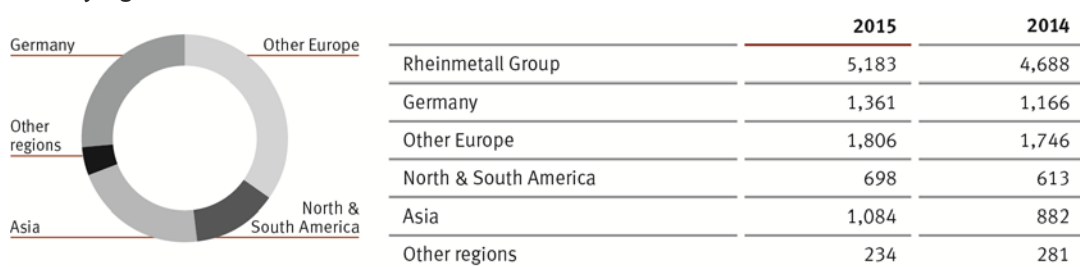 Germany
Other Europe
Other
regions
Asia
North &
South America
2015 2014
Rheinmetall Group 5,183 4,688
Germany 1,361 1,166
Other Europe 1,806 1,746
North & South America 698 613
Asia 1,084 882
Other regions 234 281